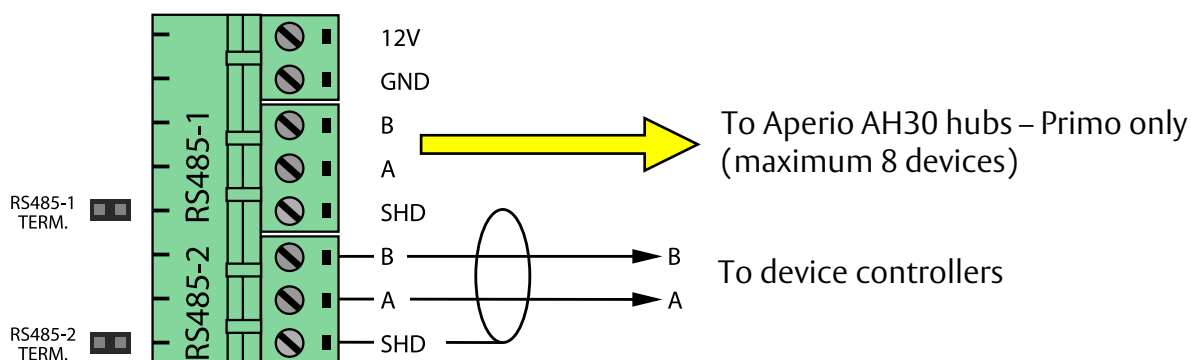 12V
GND
B
A
SHD
RS485-1
RS485-1
TERM.
To Aperio AH30 hubs – Primo only
(maximum 8 devices)
B
A
SHD
RS485-2
RS485-2
TERM.
B
A
To device controllers